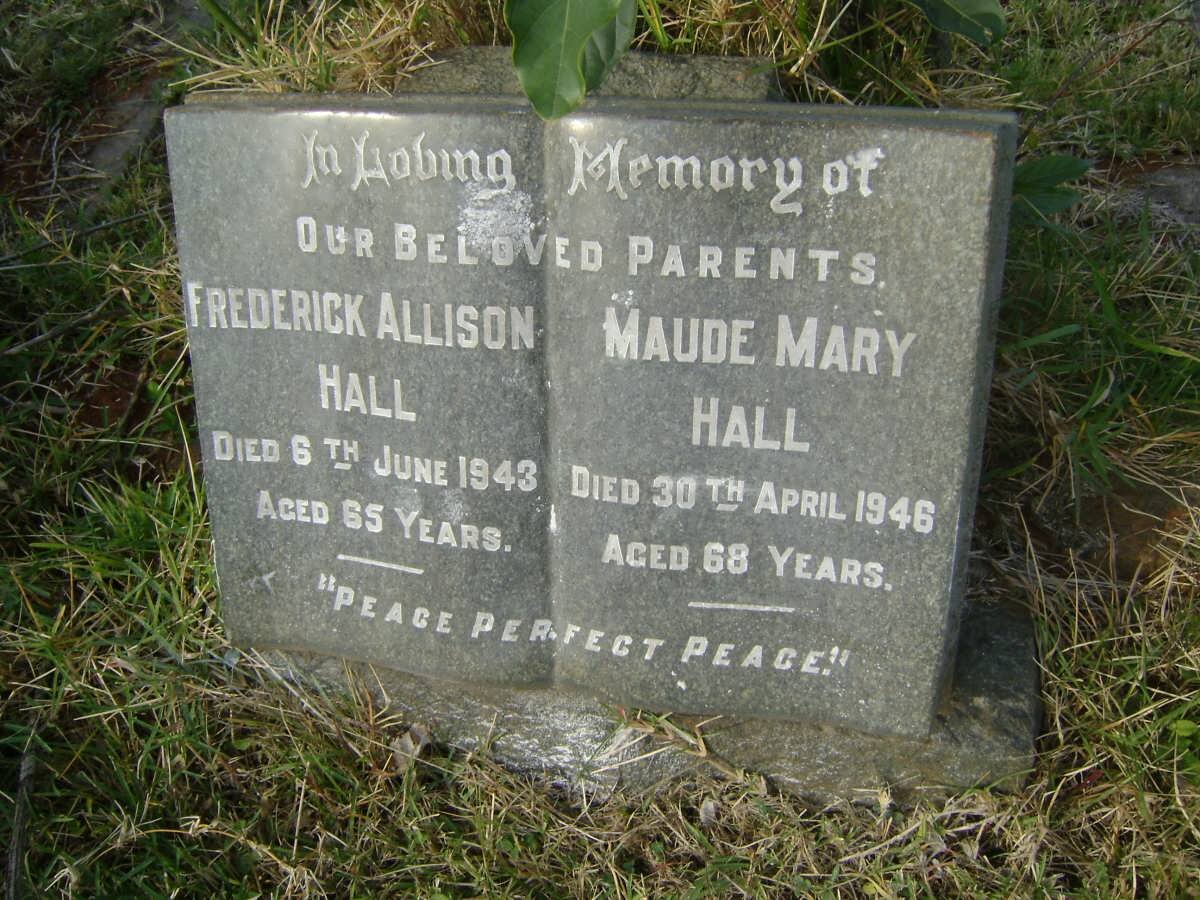 In Loving Memory of
OUR BELOVED PARENTS
FREDERICK ALLISON
HALL
DIED 6TH JUNE 1943
AGED 65 YEARS.
MAUDE MARY
HALL
DIED 30TH APRIL 1946
AGED 68 YEARS.
"PEACE PERFECT PEACE."